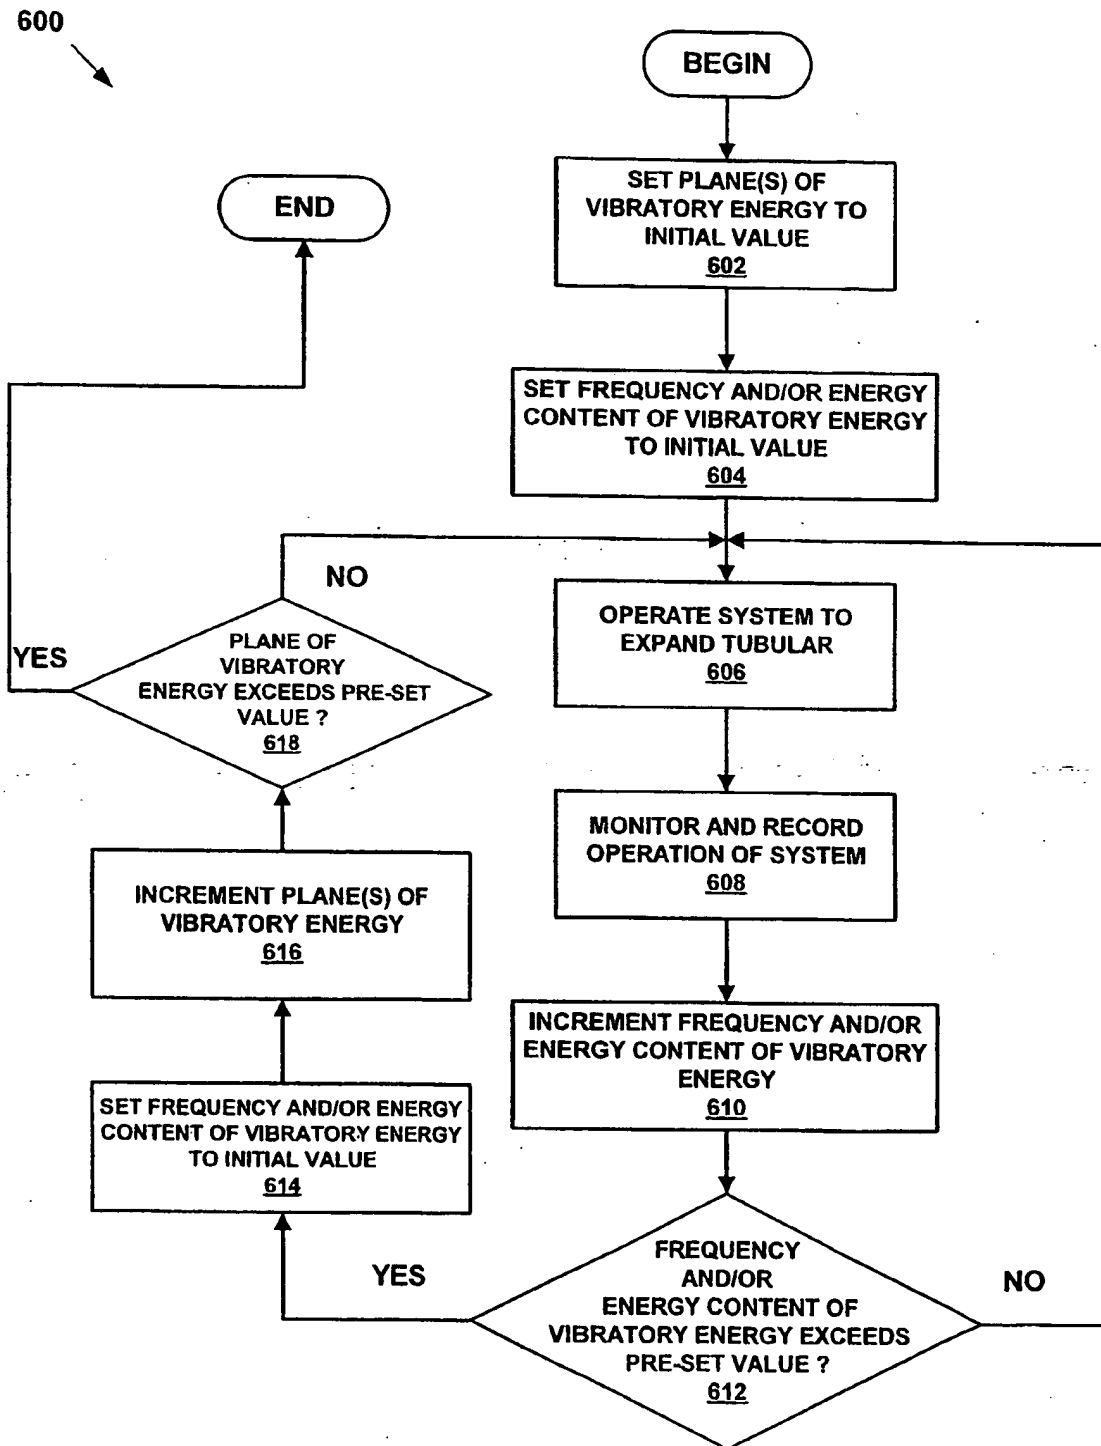 600
BEGIN
SET PLANE(S) OF
VIBRATORY ENERGY TO
INITIAL VALUE
602
END
SET FREQUENCY AND/OR ENERGY
CONTENT OF VIBRATORY ENERGY
TO INITIAL VALUE
604
NO
OPERATE SYSTEM TO
EXPAND TUBULAR
606
YES
PLANE OF
VIBRATORY
ENERGY EXCEEDS PRE-SET
VALUE ?
618
MONITOR AND RECORD
OPERATION OF SYSTEM
608
INCREMENT PLANE(S) OF
VIBRATORY ENERGY
616
INCREMENT FREQUENCY AND/OR
ENERGY CONTENT OF VIBRATORY
ENERGY
610
SET FREQUENCY AND/OR ENERGY
CONTENT OF VIBRATORY ENERGY
TO INITIAL VALUE
614
YES
FREQUENCY
AND/OR
ENERGY CONTENT OF
VIBRATORY ENERGY EXCEEDS
PRE-SET VALUE ?
612
NO